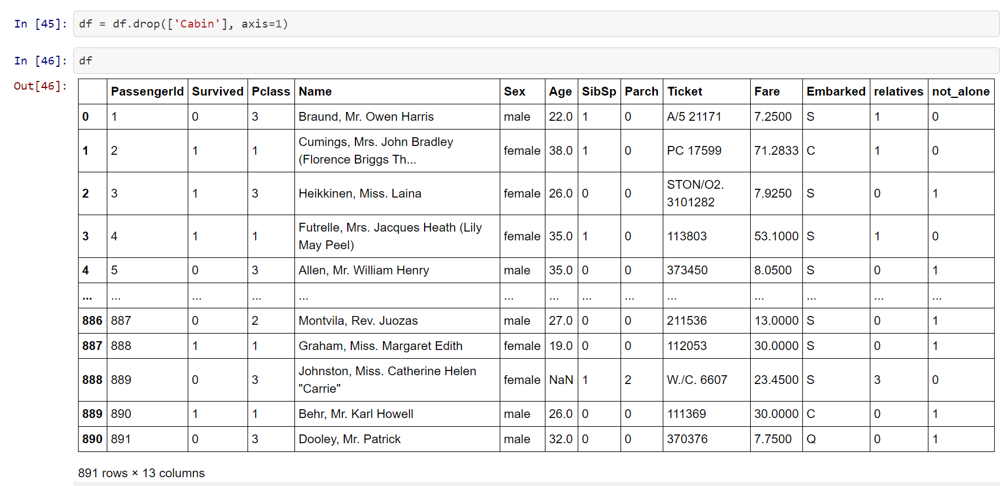 In [45]: df = df.drop(['Cabin'], axis=1)
In [46]: df
Out[46]:
PassengerId Survived Pclass Name Sex Age SibSp Parch Ticket Fare Embarked relatives not_alone
0 1 0 3 Braund, Mr. Owen Harris male 22.0 1 0 A/5 21171 7.2500 S 1 0
1 2 1 1 Cumings, Mrs. John Bradley
(Florence Briggs Th... female 38.0 1 0 PC 17599 71.2833 C 1 0
2 3 1 3 Heikkinen, Miss. Laina female 26.0 0 0 STON/O2.
3101282 7.9250 S 0 1
3 4 1 1 Futrelle, Mrs. Jacques Heath (Lily
May Peel) female 35.0 1 0 113803 53.1000 S 1 0
4 5 0 3 Allen, Mr. William Henry male 35.0 0 0 373450 8.0500 S 0 1
... ... ... ... ... ... ... ... ... ... ... ... ... ...
886 887 0 2 Montvila, Rev. Juozas male 27.0 0 0 211536 13.0000 S 0 1
887 888 1 1 Graham, Miss. Margaret Edith female 19.0 0 0 112053 30.0000 S 0 1
888 889 0 3 Johnston, Miss. Catherine Helen
"Carrie" female NaN 1 2 W./C. 6607 23.4500 S 3 0
889 890 1 1 Behr, Mr. Karl Howell male 26.0 0 0 111369 30.0000 C 0 1
890 891 0 3 Dooley, Mr. Patrick male 32.0 0 0 370376 7.7500 Q 0 1
891 rows × 13 columns